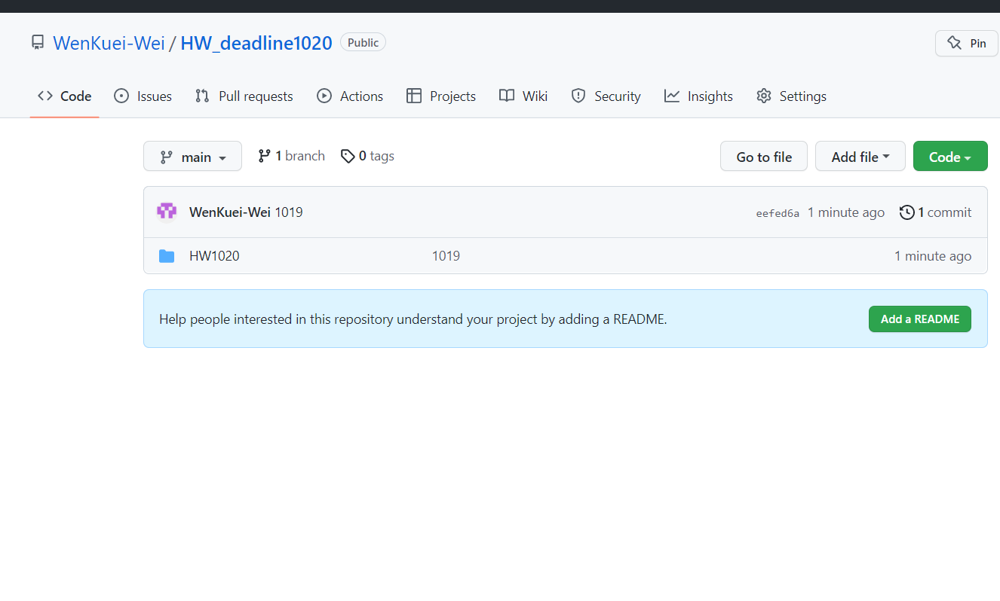 WenKuei-Wei / HW_deadline1020 Public Pin
Code Issues Pull requests Actions Projects Wiki Security Insights Settings
main 1 branch 0 tags Go to file Add file Code
WenKuei-Wei 1019 eefed6a 1 minute ago 1 commit
HW1020 1019 1 minute ago
Help people interested in this repository understand your project by adding a README. Add a README